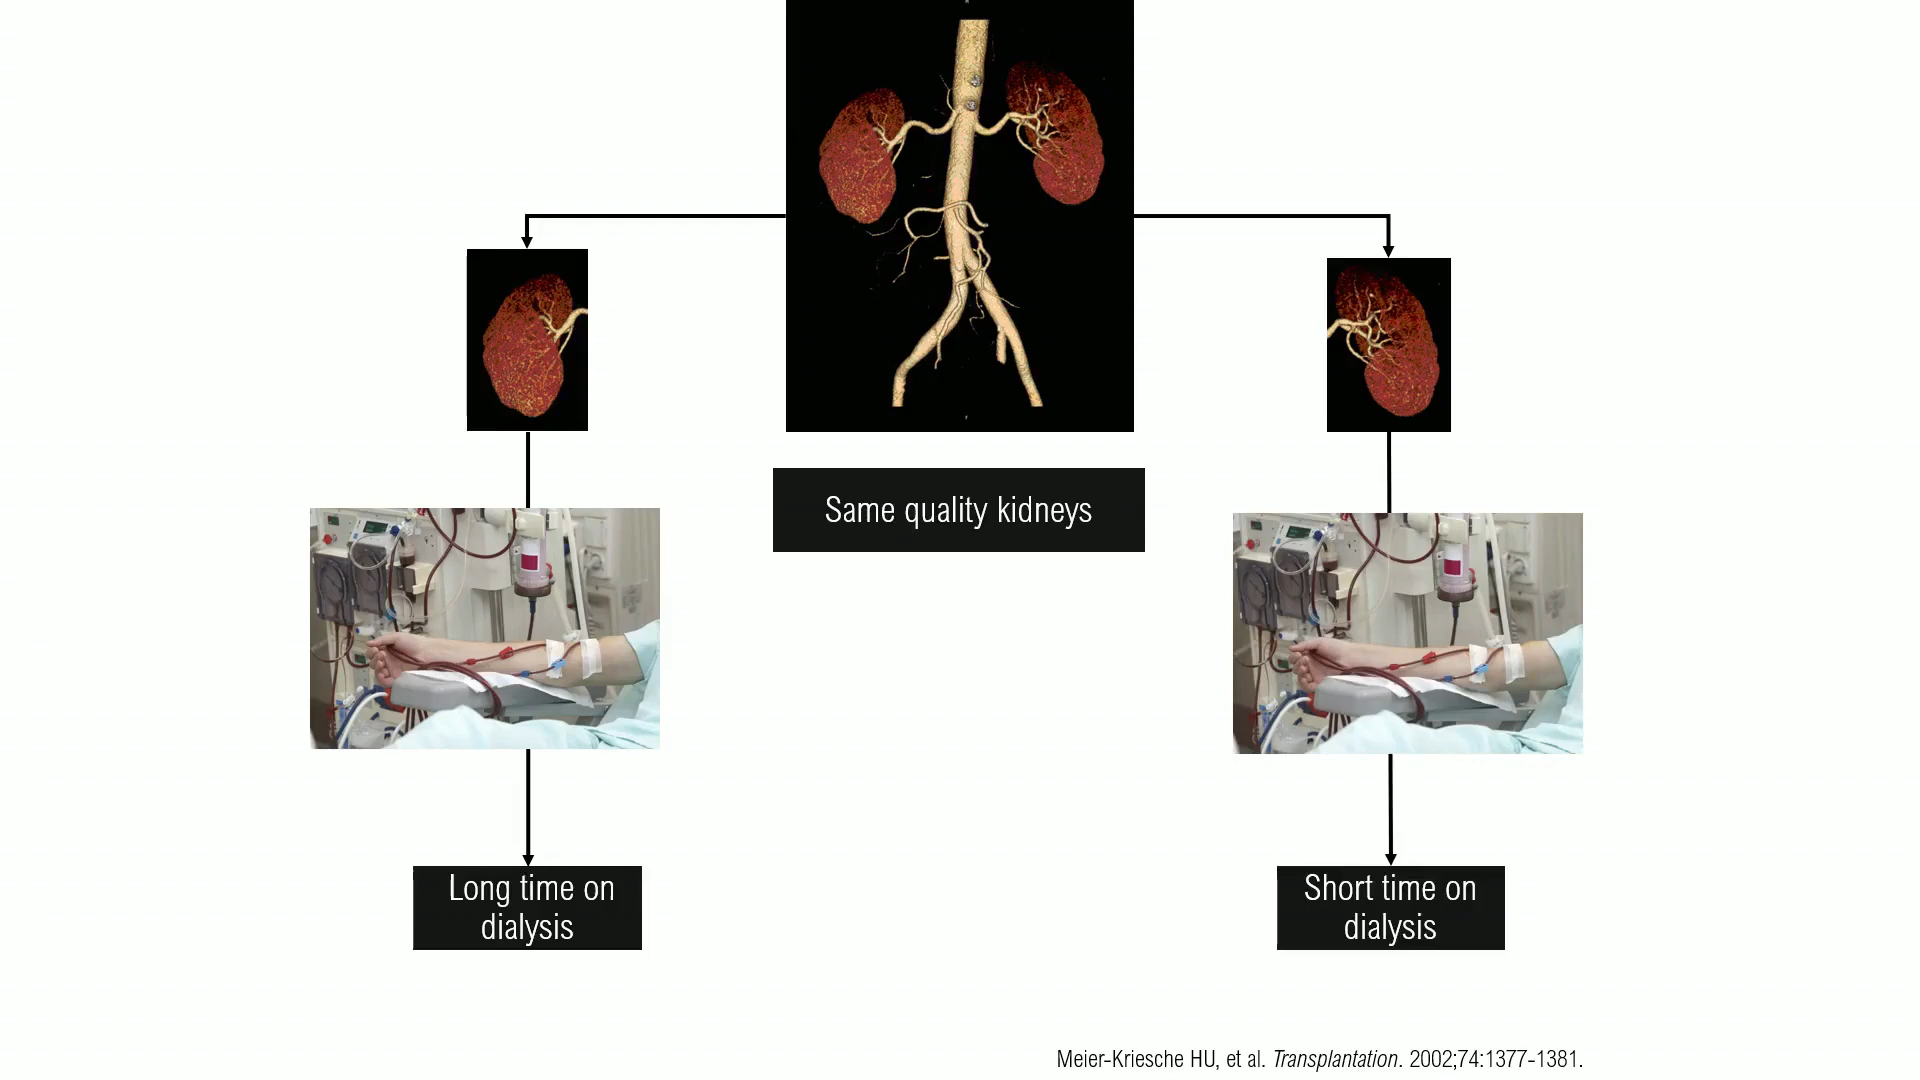 Same quality kidneys
Long time on
dialysis
Short time on
dialysis
Meier-Kriesche HU, et al. Transplantation. 2002;74:1377-1381.